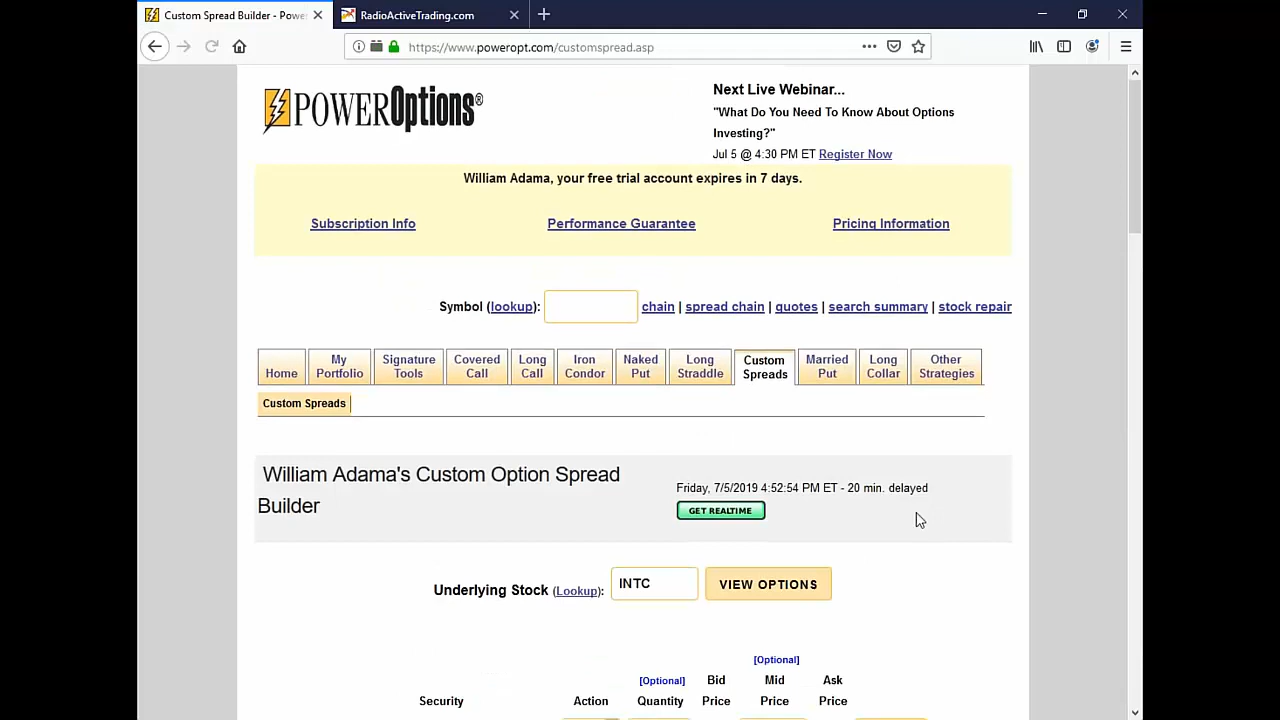 Custom Spread Builder - Powe
RadioActiveTrading.com
https://www.poweropt.com/customspread.asp
POWEROptions®
Next Live Webinar...
"What Do You Need To Know About Options
Investing?"
Jul 5 @ 4:30 PM ET Register Now
William Adama, your free trial account expires in 7 days.
Subscription Info Performance Guarantee Pricing Information
Symbol (lookup): chain | spread chain | quotes | search summary | stock repair
Home My Portfolio Signature Tools Covered Call Long Call Iron Condor Naked Put Long Straddle Custom Spreads Married Put Long Collar Other Strategies
Custom Spreads
William Adama's Custom Option Spread
Builder
Friday, 7/5/2019 4:52:54 PM ET - 20 min. delayed
GET REALTIME
Underlying Stock (Lookup): INTC VIEW OPTIONS
[Optional]
[Optional] Bid Mid Ask
Security Action Quantity Price Price Price